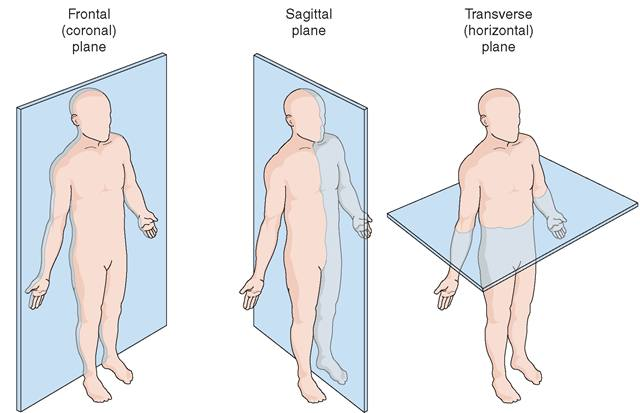 Frontal
(coronal)
plane
Sagittal
plane
Transverse
(horizontal)
plane